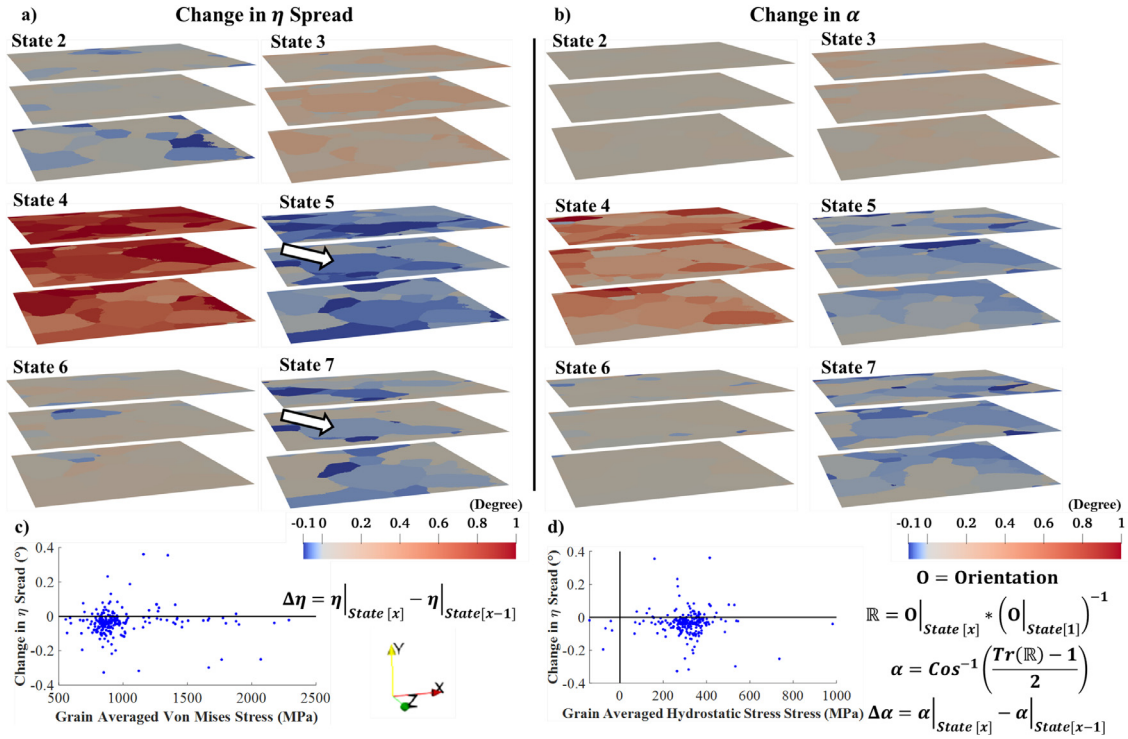 a) Change in η Spread
State 2 State 3
State 4 State 5
State 6 State 7
b) Change in α
State 2 State 3
State 4 State 5
State 6 State 7
(Degree)
-0.1 0 0.2 0.4 0.6 0.8 1
(Degree)
-0.1 0 0.2 0.4 0.6 0.8 1
c)
Change in η Sread (°)
0.4
0.2
0
-0.2
-0.4
500 1000 1500 2000 2500
Grain Averaged Von Mises Stress (MPa)
Δη = η|State [x] − η|State[x−1]
Y
X
Z
d)
Change in η Sread (°)
0.4
0.2
0
-0.2
-0.4
0 200 400 600 800 1000
Grain Averaged Hydrostatic Stress Stress (MPa)
O = Orientation
ℝ = O|State [x] * (O|State[1])⁻¹
α = Cos⁻¹((Tr(ℝ) − 1)/2)
Δα = α|State [x] − α|State[x−1]